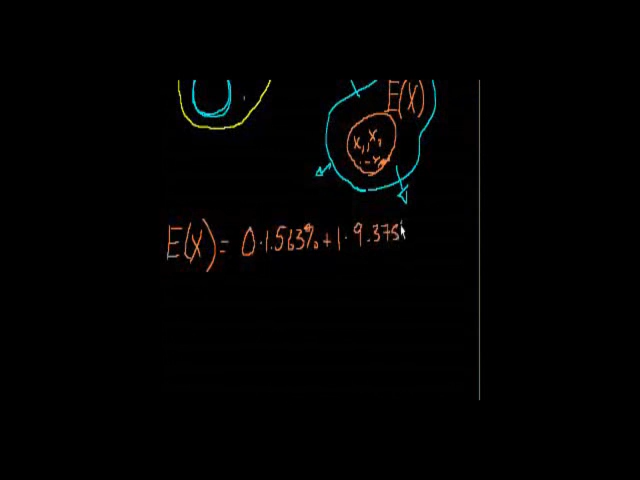 E(X)
x, x,
E(X) = 0·1.563% + 1·9.375